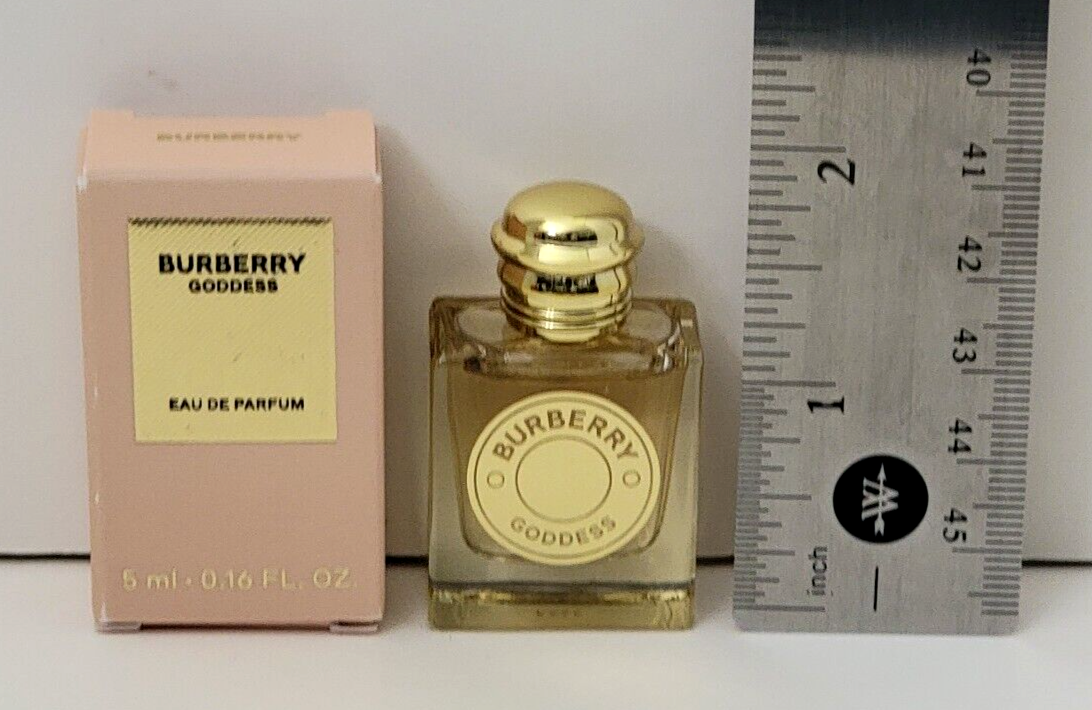 BURBERRY
BURBERRY
GODDESS
EAU DE PARFUM
5 ml · 0.16 FL. OZ.
BURBERRY
GODDESS
2
1
inch
40
41
42
43
44
45
W